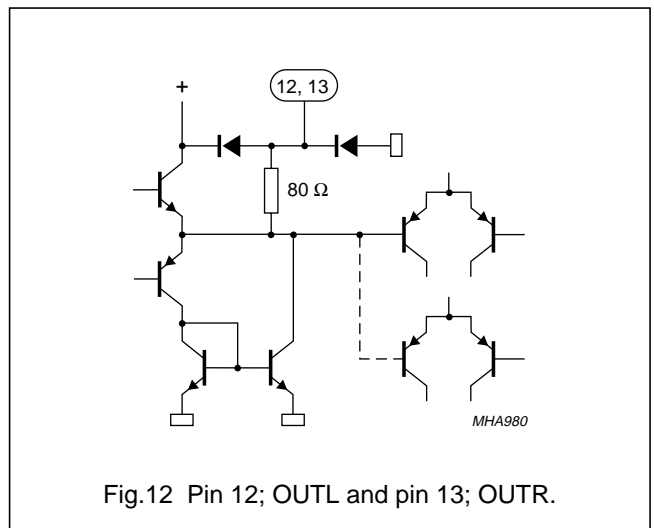 +
12, 13
80 Ω
MHA980
Fig.12 Pin 12; OUTL and pin 13; OUTR.